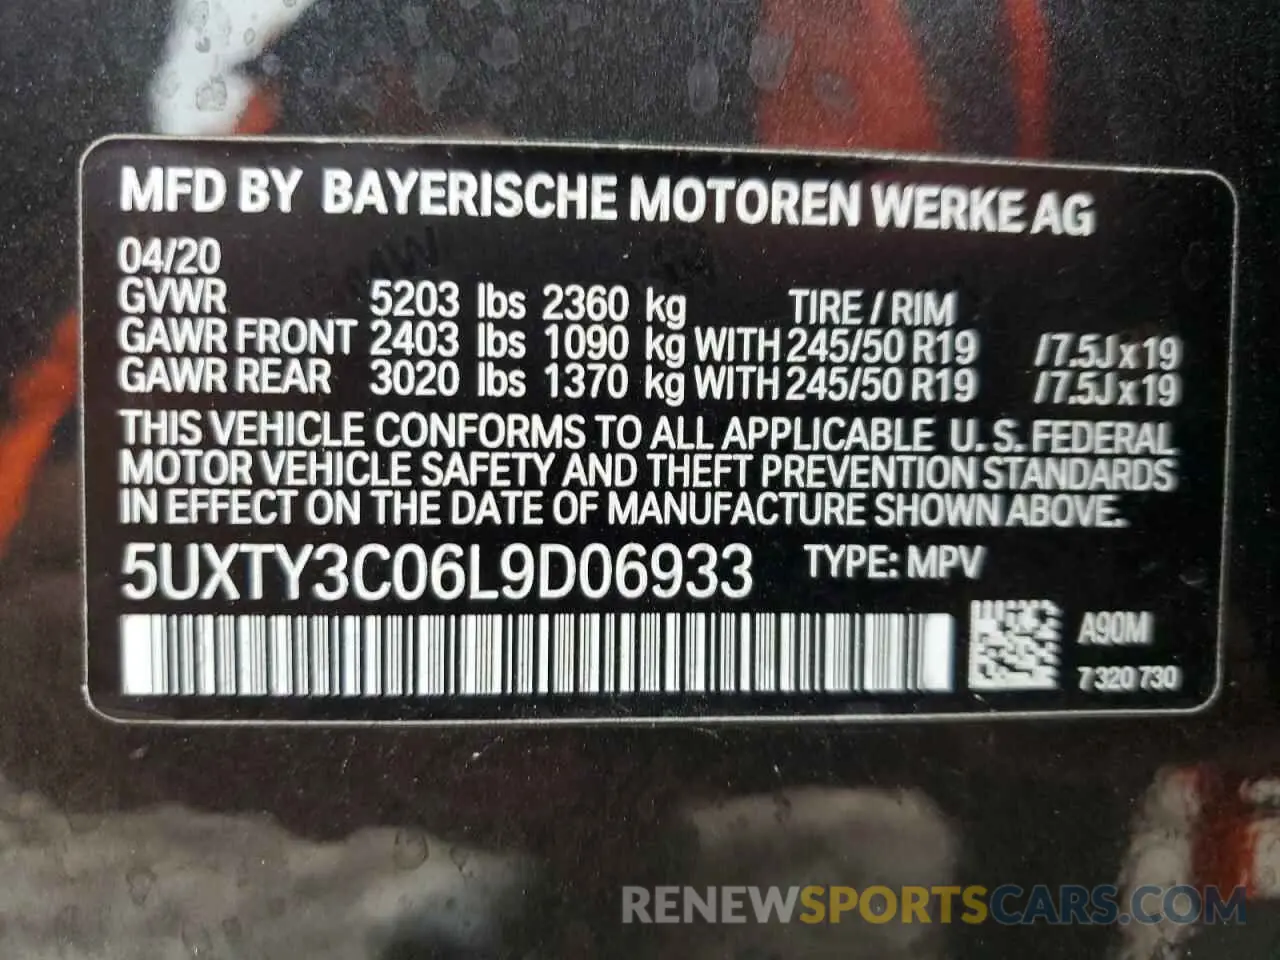 MFD BY BAYERISCHE MOTOREN WERKE AG
04/20
GVWR 5203 lbs 2360 kg TIRE / RIM
GAWR FRONT 2403 lbs 1090 kg WITH 245/50 R19 /7.5J x 19
GAWR REAR 3020 lbs 1370 kg WITH 245/50 R19 /7.5J x 19
THIS VEHICLE CONFORMS TO ALL APPLICABLE U. S. FEDERAL
MOTOR VEHICLE SAFETY AND THEFT PREVENTION STANDARDS
IN EFFECT ON THE DATE OF MANUFACTURE SHOWN ABOVE.
5UXTY3C06L9D06933 TYPE: MPV
A90M
7 320 730
RENEWSPORTSCARS.COM